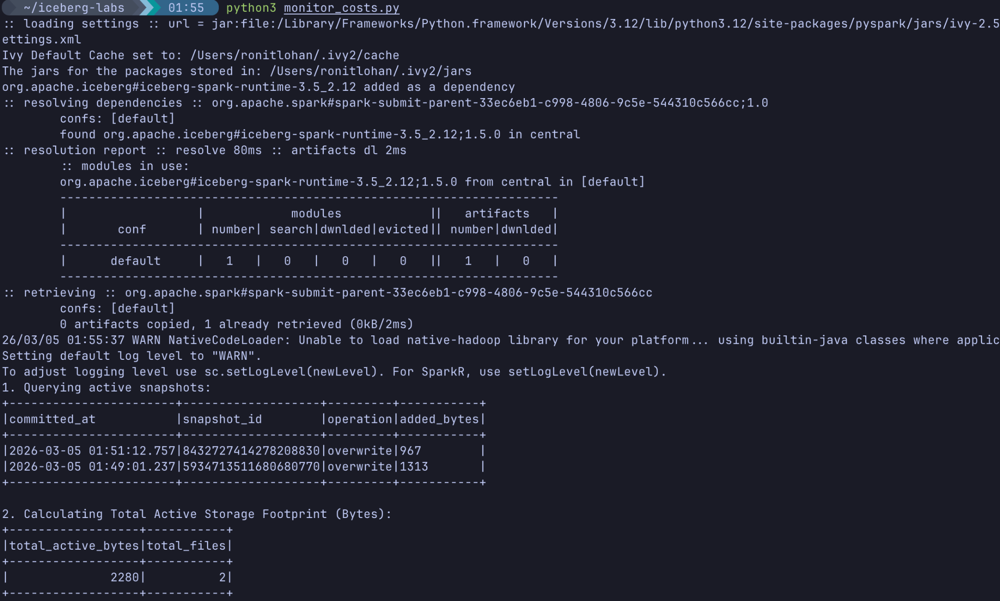 ~/iceberg-labs 01:55 python3 monitor_costs.py
:: loading settings :: url = jar:file:/Library/Frameworks/Python.framework/Versions/3.12/lib/python3.12/site-packages/pyspark/jars/ivy-2.5
ettings.xml
Ivy Default Cache set to: /Users/ronitlohan/.ivy2/cache
The jars for the packages stored in: /Users/ronitlohan/.ivy2/jars
org.apache.iceberg#iceberg-spark-runtime-3.5_2.12 added as a dependency
:: resolving dependencies :: org.apache.spark#spark-submit-parent-33ec6eb1-c998-4806-9c5e-544310c566cc;1.0
        confs: [default]
        found org.apache.iceberg#iceberg-spark-runtime-3.5_2.12;1.5.0 in central
:: resolution report :: resolve 80ms :: artifacts dl 2ms
        :: modules in use:
        org.apache.iceberg#iceberg-spark-runtime-3.5_2.12;1.5.0 from central in [default]
        ---------------------------------------------------------------------
        |                  |            modules            ||   artifacts   |
        |       conf       | number| search|dwnlded|evicted|| number|dwnlded|
        ---------------------------------------------------------------------
        |      default     |   1   |   0   |   0   |   0   ||   1   |   0   |
        ---------------------------------------------------------------------
:: retrieving :: org.apache.spark#spark-submit-parent-33ec6eb1-c998-4806-9c5e-544310c566cc
        confs: [default]
        0 artifacts copied, 1 already retrieved (0kB/2ms)
26/03/05 01:55:37 WARN NativeCodeLoader: Unable to load native-hadoop library for your platform... using builtin-java classes where applic
Setting default log level to "WARN".
To adjust logging level use sc.setLogLevel(newLevel). For SparkR, use setLogLevel(newLevel).
1. Querying active snapshots:
+-----------------------+-------------------+---------+-----------+
|committed_at           |snapshot_id        |operation|added_bytes|
+-----------------------+-------------------+---------+-----------+
|2026-03-05 01:51:12.757|8432727414278208830|overwrite|967        |
|2026-03-05 01:49:01.237|5934713511680680770|overwrite|1313       |
+-----------------------+-------------------+---------+-----------+

2. Calculating Total Active Storage Footprint (Bytes):
+------------------+-----------+
|total_active_bytes|total_files|
+------------------+-----------+
|              2280|          2|
+------------------+-----------+